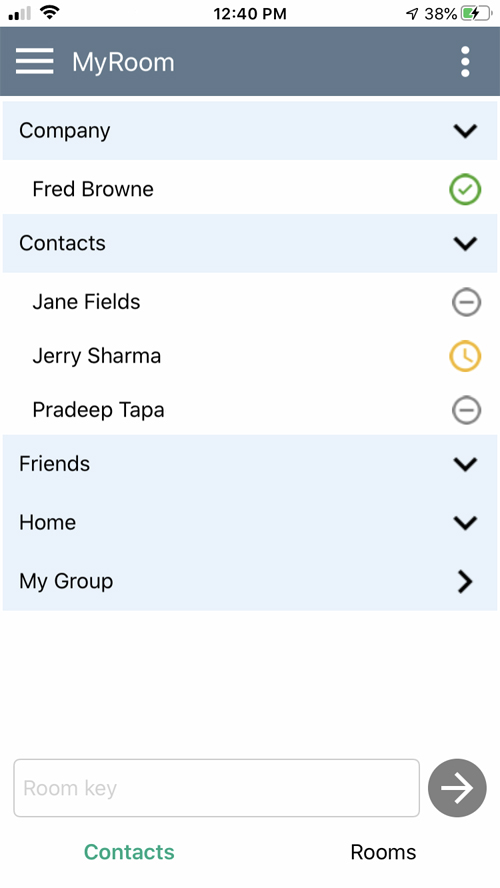 12:40 PM 38%
MyRoom
Company
Fred Browne
Contacts
Jane Fields
Jerry Sharma
Pradeep Tapa
Friends
Home
My Group
Room key
Contacts Rooms